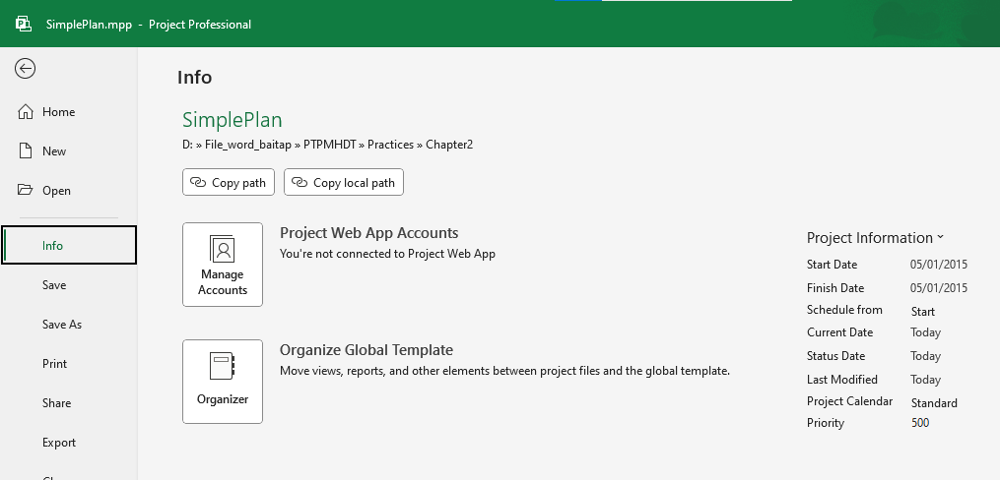 SimplePlan.mpp - Project Professional
Info
Home
New
Open
Info
Save
Save As
Print
Share
Export
SimplePlan
D: » File_word_baitap » PTPMHDT » Practices » Chapter2
Copy path
Copy local path
Manage
Accounts
Project Web App Accounts
You're not connected to Project Web App
Organizer
Organize Global Template
Move views, reports, and other elements between project files and the global template.
Project Information
Start Date 05/01/2015
Finish Date 05/01/2015
Schedule from Start
Current Date Today
Status Date Today
Last Modified Today
Project Calendar Standard
Priority 500